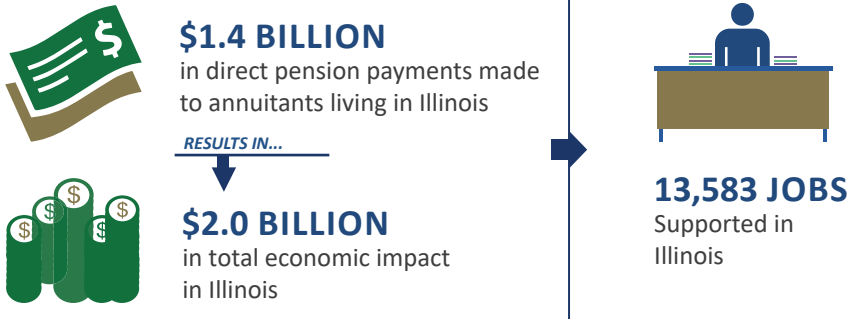 $
$1.4 BILLION
in direct pension payments made
to annuitants living in Illinois
RESULTS IN...
$ $ $ $ $
$2.0 BILLION
in total economic impact
in Illinois
13,583 JOBS
Supported in
Illinois